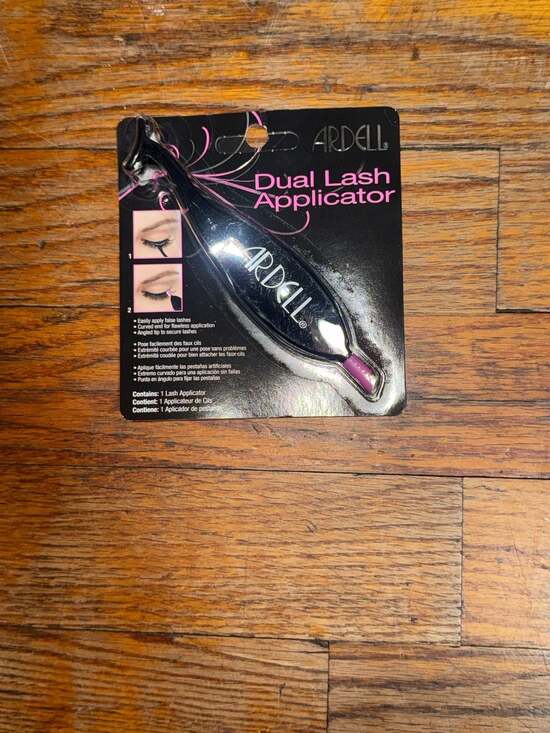 ARDELL®
Dual Lash
Applicator
ARDELL®
1
2
• Easily apply false lashes
• Curved end for flawless application
• Angled tip to secure lashes
• Pose facilement des faux cils
• Extrémité courbée pour une pose sans problèmes
• Extrémité coudée pour bien attacher les faux cils
• Aplique fácilmente las pestañas artificiales
• Extremo curvado para una aplicación sin fallas
• Punta en ángulo para fijar las pestañas
Contains: 1 Lash Applicator
Contient: 1 Applicateur de Cils
Contiene: 1 Aplicador de pestañas